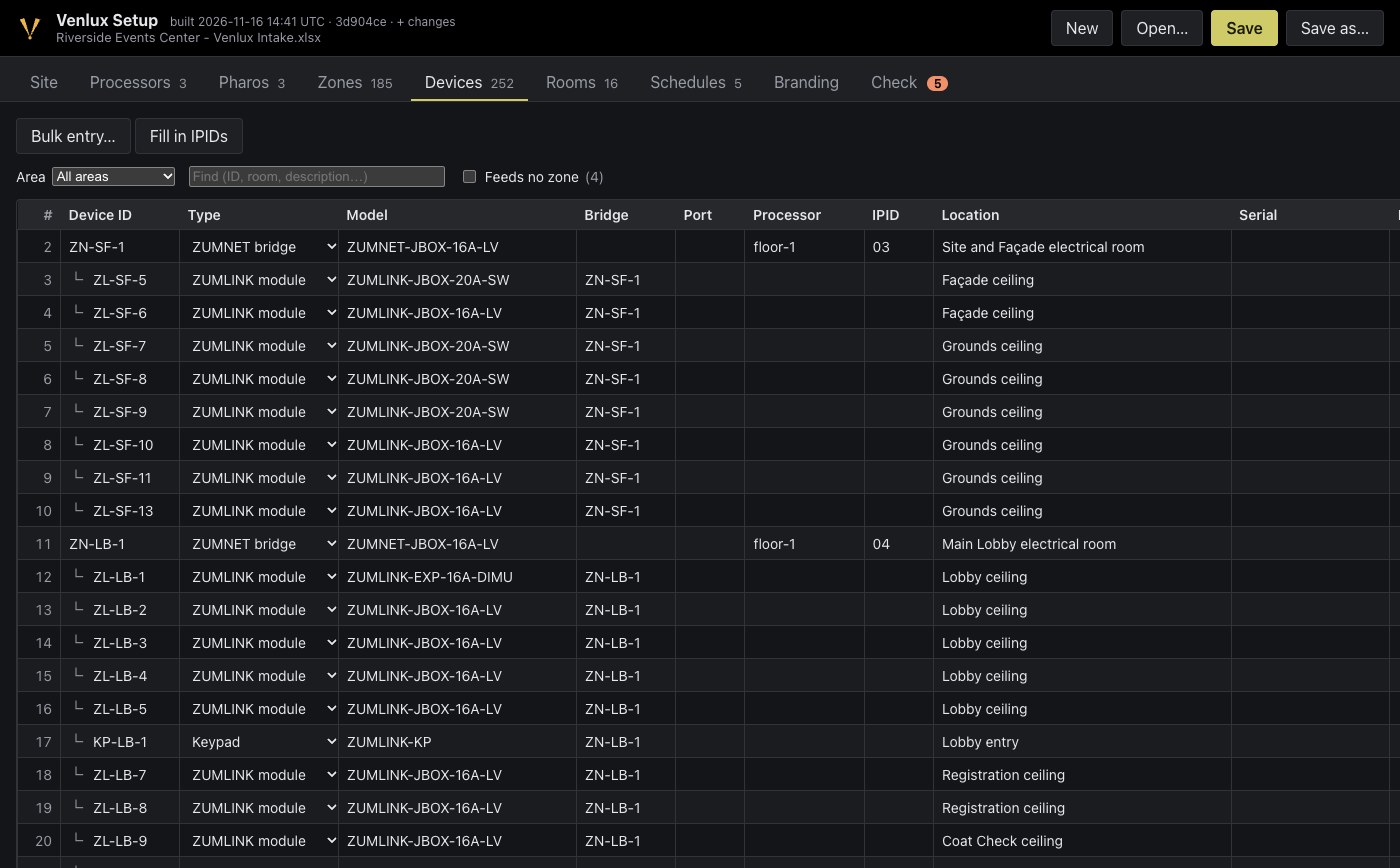 Venlux Setup built 2026-11-16 14:41 UTC · 3d904ce · + changes
Riverside Events Center - Venlux Intake.xlsx
New Open... Save Save as...
Site Processors 3 Pharos 3 Zones 185 Devices 252 Rooms 16 Schedules 5 Branding Check 5
Bulk entry... Fill in IPIDs
Area All areas Find (ID, room, description...) Feeds no zone (4)
# Device ID Type Model Bridge Port Processor IPID Location Serial
2 ZN-SF-1 ZUMNET bridge ZUMNET-JBOX-16A-LV floor-1 03 Site and Façade electrical room
3 ZL-SF-5 ZUMLINK module ZUMLINK-JBOX-20A-SW ZN-SF-1 Façade ceiling
4 ZL-SF-6 ZUMLINK module ZUMLINK-JBOX-16A-LV ZN-SF-1 Façade ceiling
5 ZL-SF-7 ZUMLINK module ZUMLINK-JBOX-20A-SW ZN-SF-1 Grounds ceiling
6 ZL-SF-8 ZUMLINK module ZUMLINK-JBOX-20A-SW ZN-SF-1 Grounds ceiling
7 ZL-SF-9 ZUMLINK module ZUMLINK-JBOX-20A-SW ZN-SF-1 Grounds ceiling
8 ZL-SF-10 ZUMLINK module ZUMLINK-JBOX-16A-LV ZN-SF-1 Grounds ceiling
9 ZL-SF-11 ZUMLINK module ZUMLINK-JBOX-16A-LV ZN-SF-1 Grounds ceiling
10 ZL-SF-13 ZUMLINK module ZUMLINK-JBOX-16A-LV ZN-SF-1 Grounds ceiling
11 ZN-LB-1 ZUMNET bridge ZUMNET-JBOX-16A-LV floor-1 04 Main Lobby electrical room
12 ZL-LB-1 ZUMLINK module ZUMLINK-EXP-16A-DIMU ZN-LB-1 Lobby ceiling
13 ZL-LB-2 ZUMLINK module ZUMLINK-JBOX-16A-LV ZN-LB-1 Lobby ceiling
14 ZL-LB-3 ZUMLINK module ZUMLINK-JBOX-16A-LV ZN-LB-1 Lobby ceiling
15 ZL-LB-4 ZUMLINK module ZUMLINK-JBOX-16A-LV ZN-LB-1 Lobby ceiling
16 ZL-LB-5 ZUMLINK module ZUMLINK-JBOX-16A-LV ZN-LB-1 Lobby ceiling
17 KP-LB-1 Keypad ZUMLINK-KP ZN-LB-1 Lobby entry
18 ZL-LB-7 ZUMLINK module ZUMLINK-JBOX-16A-LV ZN-LB-1 Registration ceiling
19 ZL-LB-8 ZUMLINK module ZUMLINK-JBOX-16A-LV ZN-LB-1 Registration ceiling
20 ZL-LB-9 ZUMLINK module ZUMLINK-JBOX-16A-LV ZN-LB-1 Coat Check ceiling